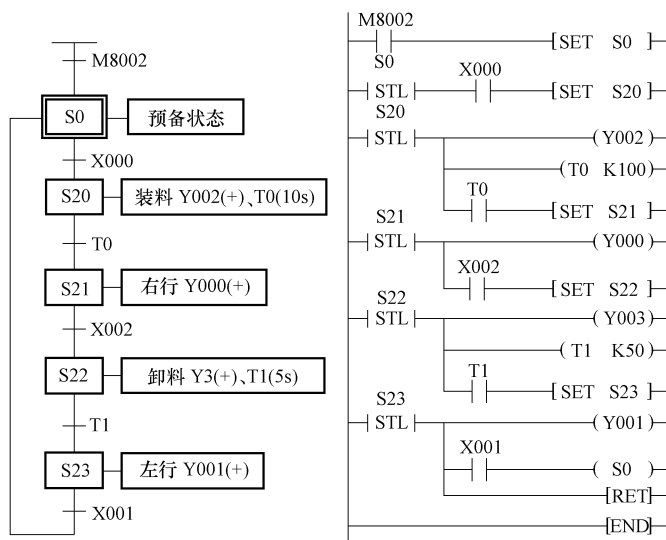 M8002
S0 预备状态
X000
S20 装料 Y002(+)、T0(10s)
T0
S21 右行 Y000(+)
X002
S22 卸料 Y3(+)、T1(5s)
T1
S23 左行 Y001(+)
X001
M8002
[SET S0]
S0
STL X000 [SET S20]
S20
STL (Y002)
(T0 K100)
T0 [SET S21]
S21
STL (Y000)
X002
[SET S22]
S22
STL (Y003)
(T1 K50)
T1 [SET S23]
S23
STL (Y001)
X001
(S0)
[RET]
[END]